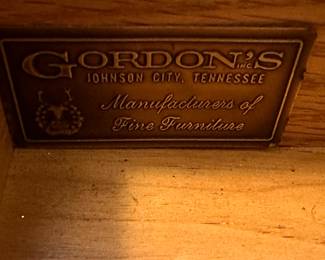 GORDON'S INC.
JOHNSON CITY, TENNESSEE
Manufacturers of
Fine Furniture